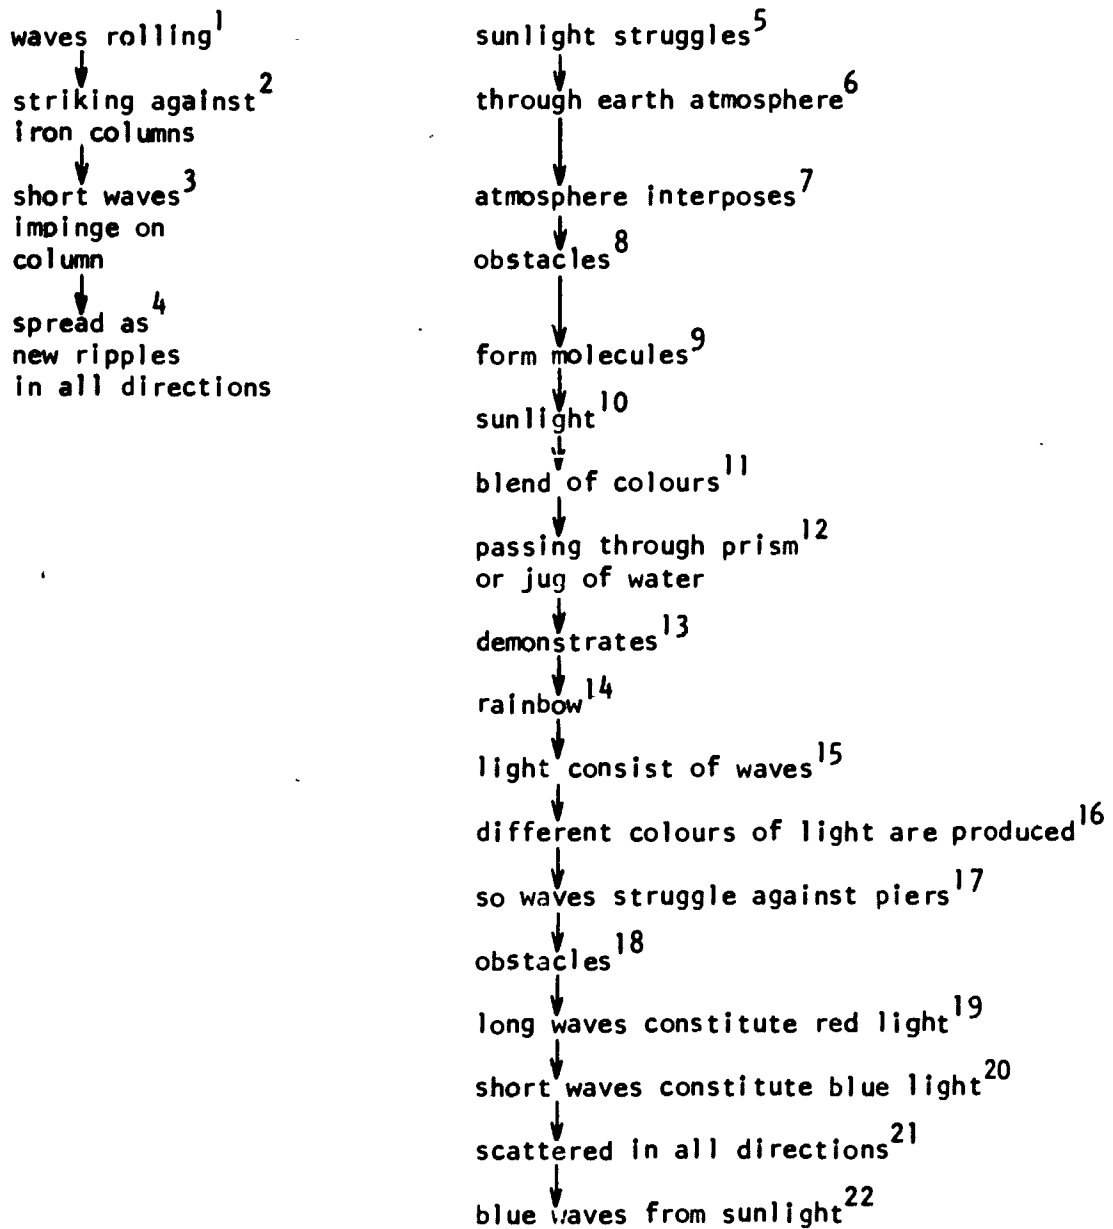 waves rolling1
striking against2
iron columns
short waves3
impinge on
column
spread as4
new ripples
in all directions
sunlight struggles5
through earth atmosphere6
atmosphere interposes7
obstacles8
form molecules9
sunlight10
blend of colours11
passing through prism12
or jug of water
demonstrates13
rainbow14
light consist of waves15
different colours of light are produced16
so waves struggle against piers17
obstacles18
long waves constitute red light19
short waves constitute blue light20
scattered in all directions21
blue waves from sunlight22